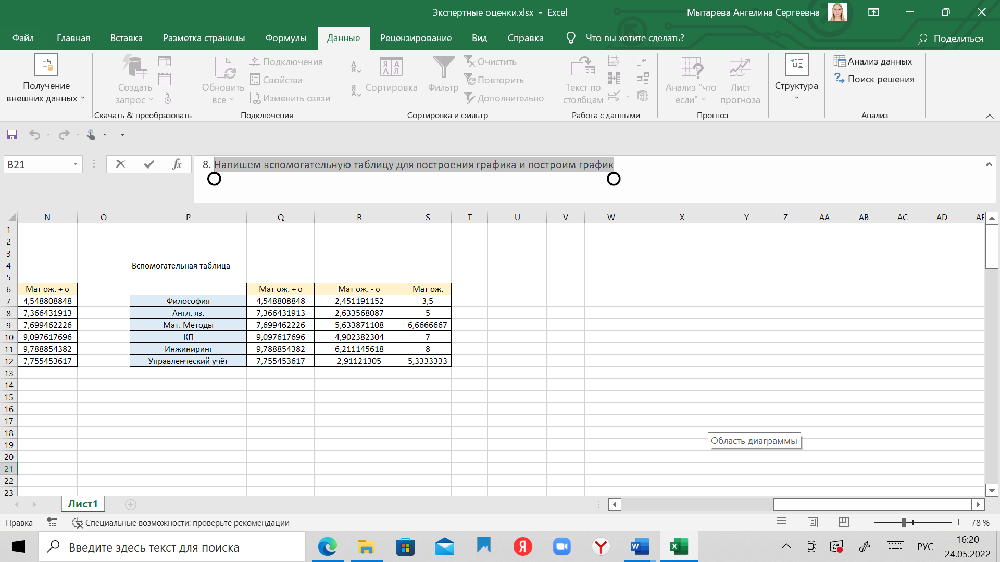 Экспертные оценки.xlsx - Excel
Мытарева Ангелина Сергеевна
Файл Главная Вставка Разметка страницы Формулы Данные Рецензирование Вид Справка Что вы хотите сделать? Поделиться
Получение внешних данных
Создать запрос
Скачать & преобразовать
Обновить все
Подключения
Свойства
Изменить связи
Подключения
Сортировка
Фильтр
Очистить
Повторить
Дополнительно
Сортировка и фильтр
Текст по столбцам
Работа с данными
Анализ "что если"
Лист прогноза
Прогноз
Структура
Анализ данных
Поиск решения
Анализ
B21
fx
8. Напишем вспомогательную таблицу для построения графика и построим график
N O P Q R S T U V W X Y Z AA AB AC AD AE
1
2
3
4 Вспомогательная таблица
5
6 Мат ож. + σ Мат ож. + σ Мат ож. - σ Мат ож.
7 4,548808848 Философия 4,548808848 2,451191152 3,5
8 7,366431913 Англ. яз. 7,366431913 2,633568087 5
9 7,699462226 Мат. Методы 7,699462226 5,633871108 6,6666667
10 9,097617696 КП 9,097617696 4,902382304 7
11 9,788854382 Инжиниринг 9,788854382 6,211145618 8
12 7,755453617 Управленческий учёт 7,755453617 2,91121305 5,3333333
13
14
15
16
17
18
19
Область диаграммы
20
21
22
23
Лист1
Правка
Специальные возможности: проверьте рекомендации
78 %
Введите здесь текст для поиска
РУС
16:20
24.05.2022